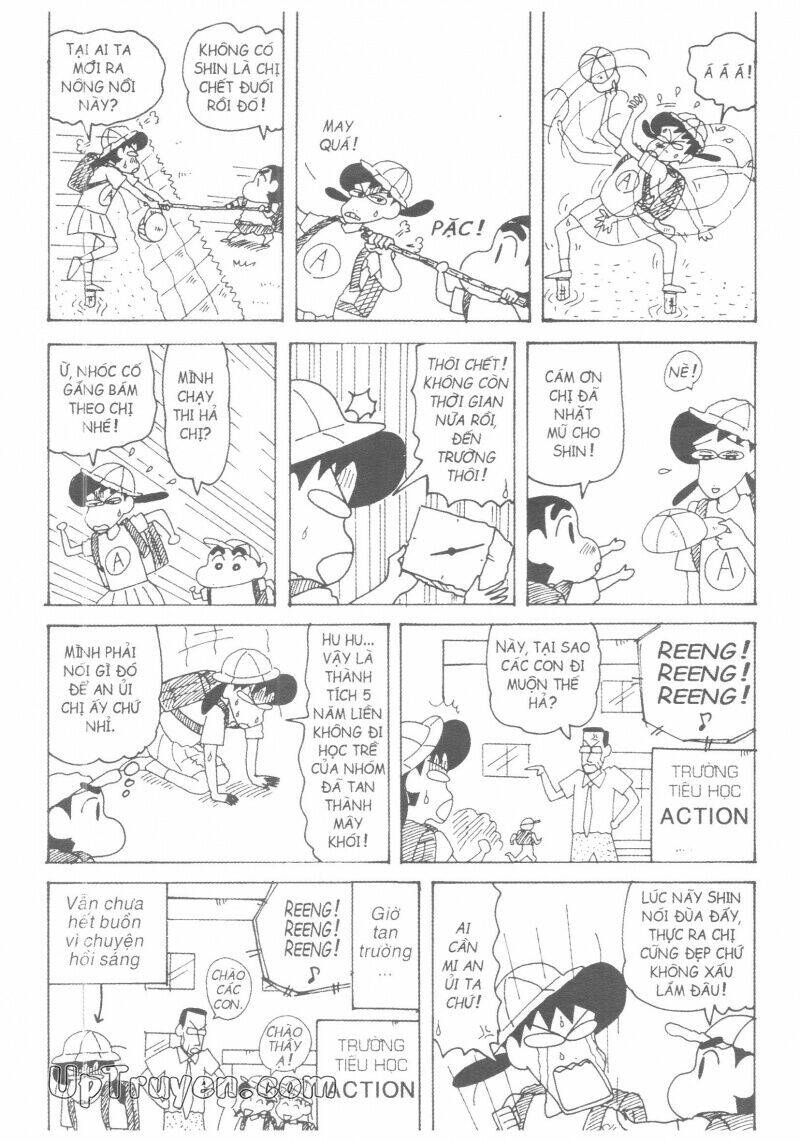 Á Á Á!
MAY
QUÁ!
PẶC!
KHÔNG CÓ
SHIN LÀ CHỊ
CHẾT ĐUỐI
RỒI ĐÓ!
TẠI AI TA
MỚI RA
NÔNG NỖI
NÀY?
A
A
NÈ!
CÁM ƠN
CHỊ ĐÃ
NHẶT
MŨ CHO
SHIN!
A
THÔI CHẾT!
KHÔNG CÒN
THỜI GIAN
NỮA RỒI,
ĐẾN
TRƯỜNG
THÔI!
MÌNH
CHẠY
THI HẢ
CHỊ?
Ừ, NHÓC CỐ
GẮNG BÁM
THEO CHỊ
NHÉ!
A
REENG!
REENG!
REENG!
TRƯỜNG
TIỂU HỌC
ACTION
NÀY, TẠI SAO
CÁC CON ĐI
MUỘN THẾ
HẢ?
HU HU...
VẬY LÀ
THÀNH
TÍCH 5
NĂM LIỀN
KHÔNG ĐI
HỌC TRỄ
CỦA NHÓM
ĐÃ TAN
THÀNH
MÂY
KHÓI!
MÌNH PHẢI
NÓI GÌ ĐÓ
ĐỂ AN ỦI
CHỊ ẤY CHỨ
NHỈ.
LÚC NÃY SHIN
NÓI ĐÙA ĐẤY,
THỰC RA CHỊ
CŨNG ĐẸP CHỨ
KHÔNG XẤU
LẮM ĐÂU!
AI
CẦN
MI AN
ỦI TA
CHỨ!
Giờ
tan
trường
...
REENG!
REENG!
REENG!
CHÀO
CÁC
CON.
CHÀO
THẦY
Ạ!
TRƯỜNG
TIỂU HỌC
ACTION
Vẫn chưa
hết buồn
vì chuyện
hồi sáng
UpTruyen.com